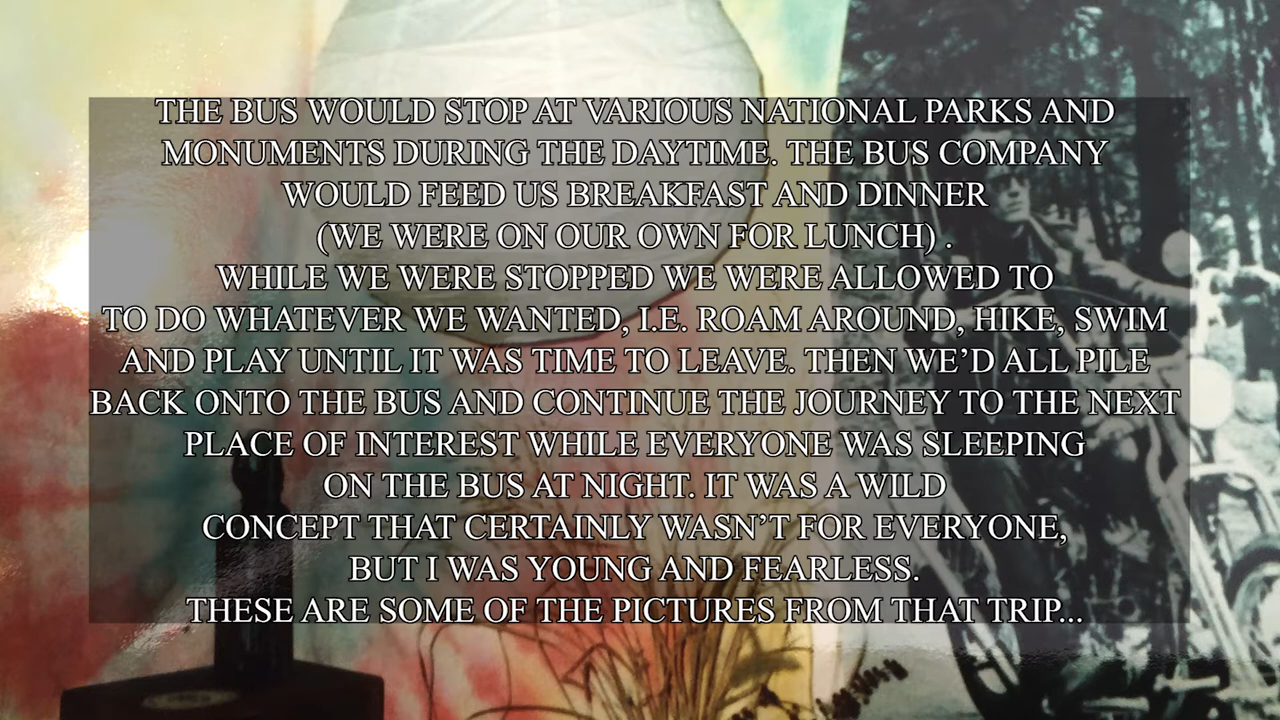 THE BUS WOULD STOP AT VARIOUS NATIONAL PARKS AND
MONUMENTS DURING THE DAYTIME. THE BUS COMPANY
WOULD FEED US BREAKFAST AND DINNER
(WE WERE ON OUR OWN FOR LUNCH) .
WHILE WE WERE STOPPED WE WERE ALLOWED TO
TO DO WHATEVER WE WANTED, I.E. ROAM AROUND, HIKE, SWIM
AND PLAY UNTIL IT WAS TIME TO LEAVE. THEN WE’D ALL PILE
BACK ONTO THE BUS AND CONTINUE THE JOURNEY TO THE NEXT
PLACE OF INTEREST WHILE EVERYONE WAS SLEEPING
ON THE BUS AT NIGHT. IT WAS A WILD
CONCEPT THAT CERTAINLY WASN’T FOR EVERYONE,
BUT I WAS YOUNG AND FEARLESS.
THESE ARE SOME OF THE PICTURES FROM THAT TRIP...